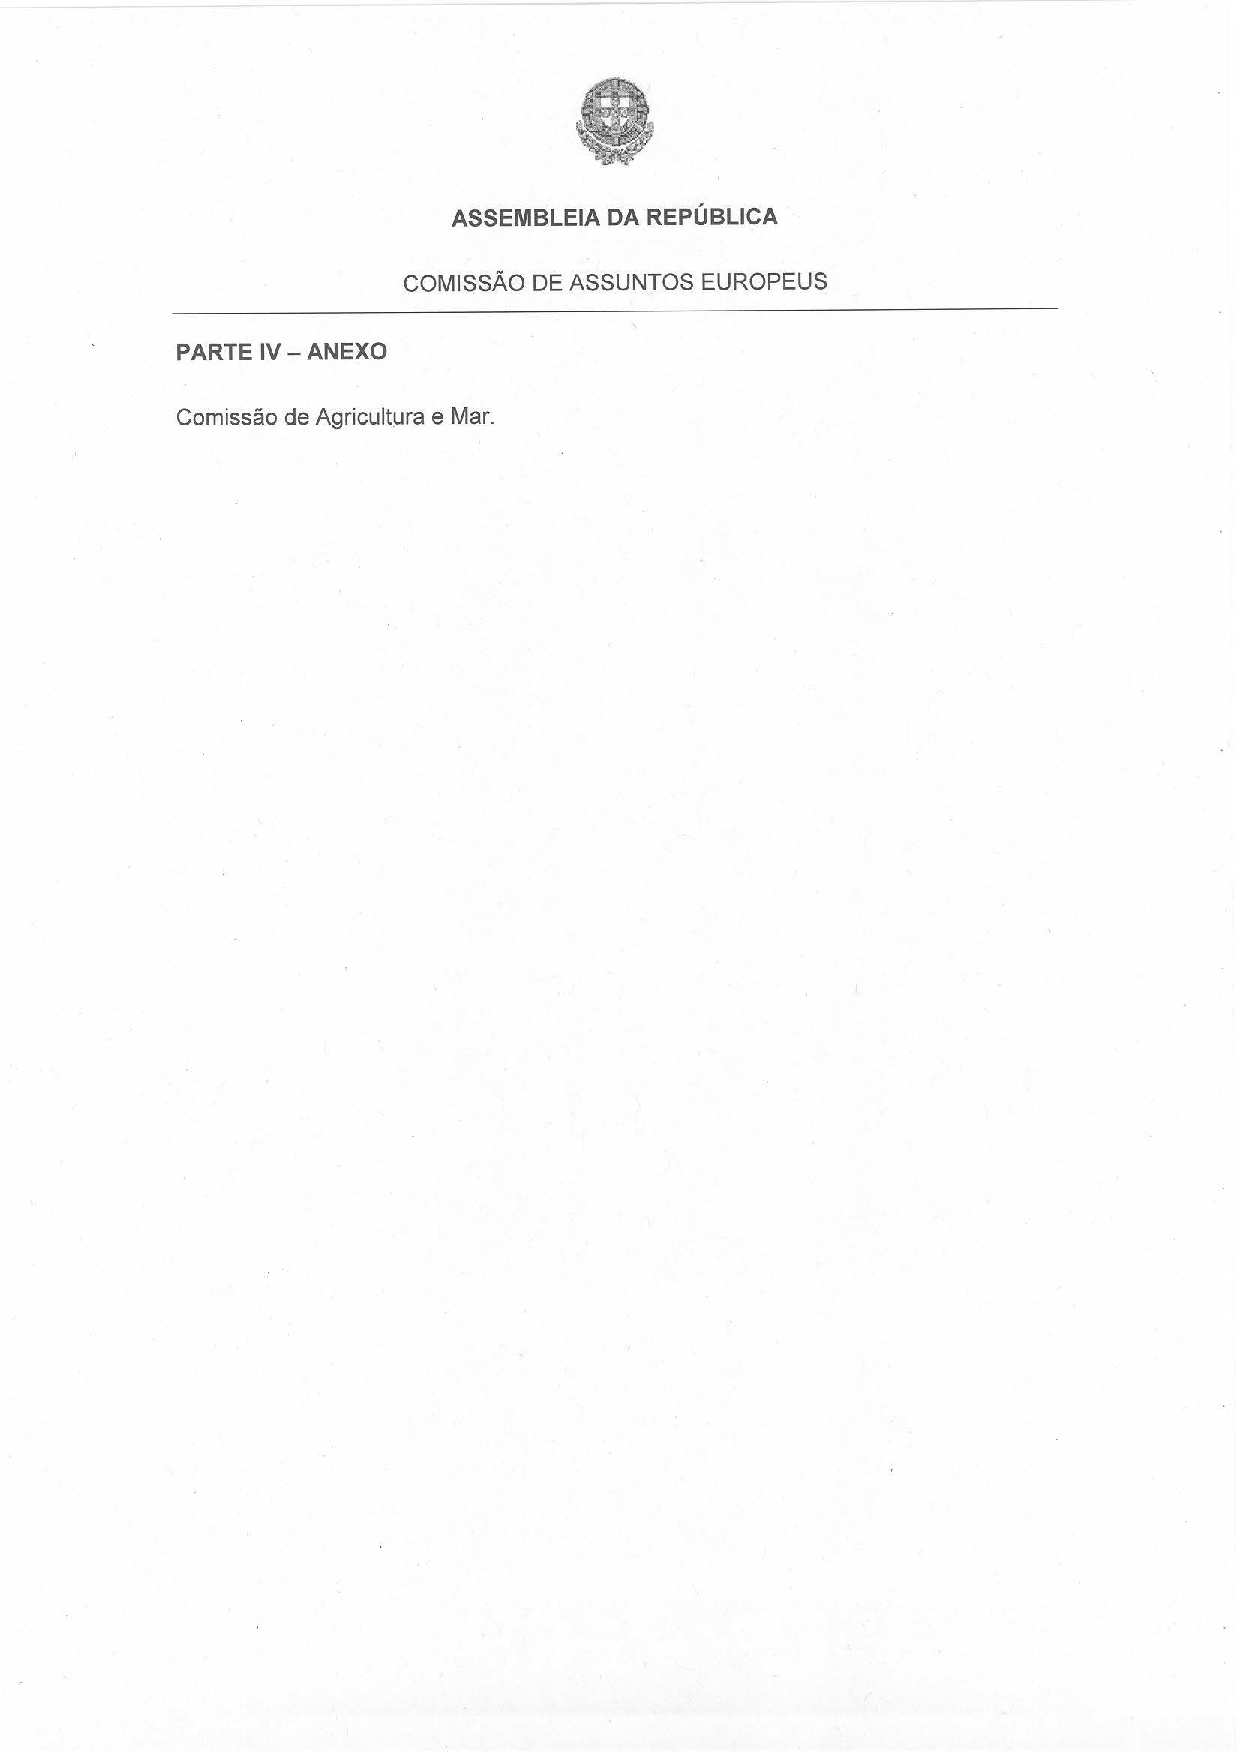 ASSEMBLEIA DA REPÚBLICA
COMISSÃO DE ASSUNTOS EUROPEUS
PARTE IV – ANEXO
Comissão de Agricultura e Mar.